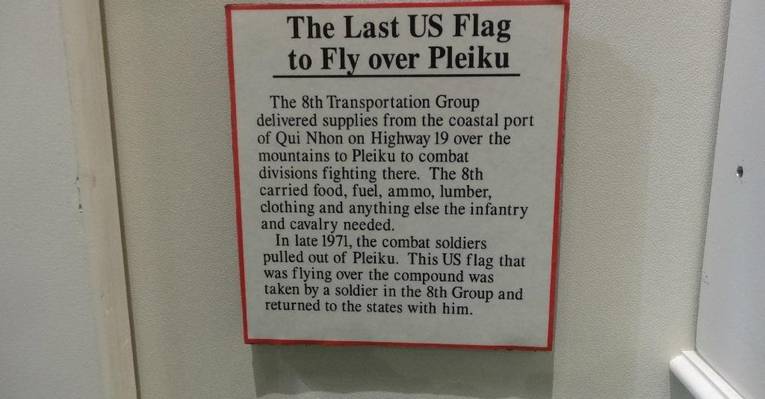 The Last US Flag
to Fly over Pleiku
The 8th Transportation Group
delivered supplies from the coastal port
of Qui Nhon on Highway 19 over the
mountains to Pleiku to combat
divisions fighting there. The 8th
carried food, fuel, ammo, lumber,
clothing and anything else the infantry
and cavalry needed.
In late 1971, the combat soldiers
pulled out of Pleiku. This US flag that
was flying over the compound was
taken by a soldier in the 8th Group and
returned to the states with him.